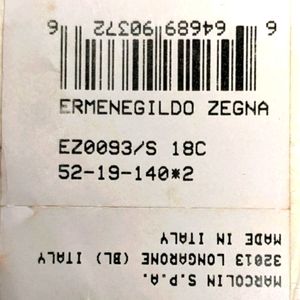 6 64689 90372 6
ERMENEGILDO ZEGNA
EZ0093/S 18C
52-19-140*2
MARCOLIN S.P.A.
32013 LONGARONE (BL) ITALY
MADE IN ITALY